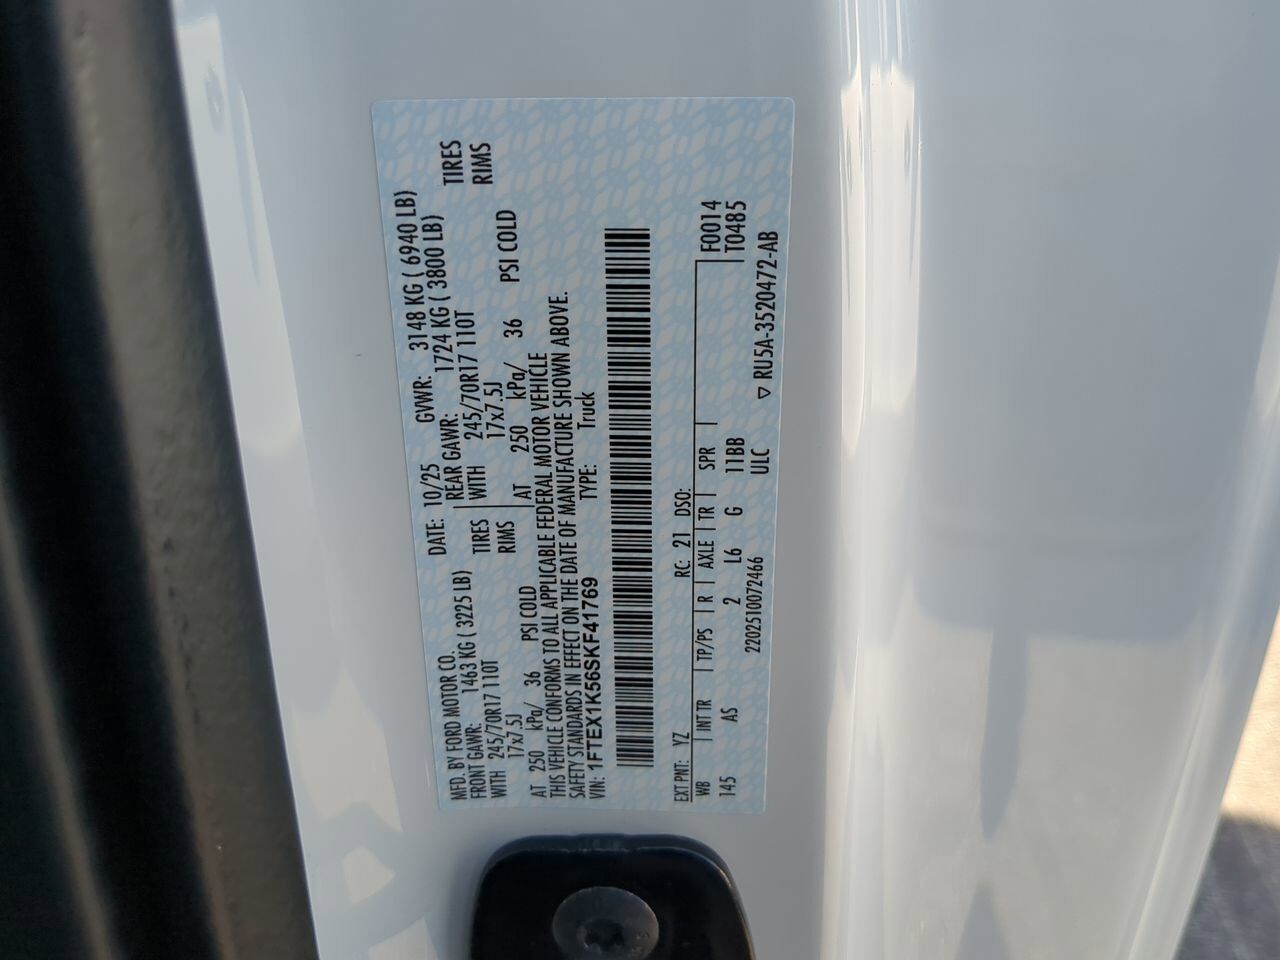 MFD. BY FORD MOTOR CO. DATE: 10/25 GVWR: 3148 KG ( 6940 LB)
FRONT GAWR: 1463 KG ( 3225 LB) REAR GAWR: 1724 KG ( 3800 LB)
WITH 245/70R17 110T TIRES WITH 245/70R17 110T TIRES
17x7.5J RIMS 17x7.5J RIMS
AT 250 kPa/ 36 PSI COLD AT 250 kPa/ 36 PSI COLD
THIS VEHICLE CONFORMS TO ALL APPLICABLE FEDERAL MOTOR VEHICLE
SAFETY STANDARDS IN EFFECT ON THE DATE OF MANUFACTURE SHOWN ABOVE.
VIN: 1FTEX1K56SKF41769 TYPE: Truck
EXT PNT: YZ RC: 21 DSO:
WB INT TR TP/PS R AXLE TR SPR F0014
145 AS 2 L6 G 11BB T0485
2202510072466 ULC ▽ RU5A-3520472-AB